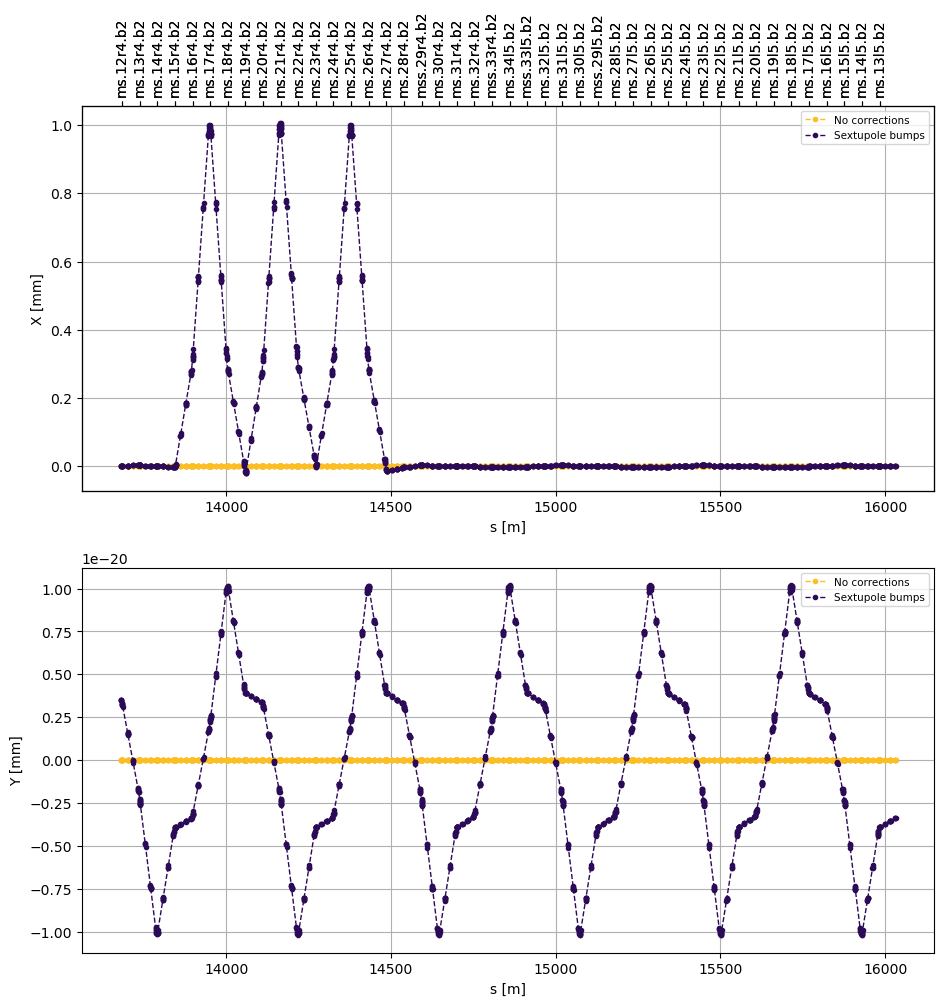 ms.12r4.b2
ms.13r4.b2
ms.14r4.b2
ms.15r4.b2
ms.16r4.b2
ms.17r4.b2
ms.18r4.b2
ms.19r4.b2
ms.20r4.b2
ms.21r4.b2
ms.22r4.b2
ms.23r4.b2
ms.24r4.b2
ms.25r4.b2
ms.26r4.b2
ms.27r4.b2
ms.28r4.b2
mss.29r4.b2
ms.30r4.b2
ms.31r4.b2
ms.32r4.b2
mss.33r4.b2
ms.34l5.b2
mss.33l5.b2
ms.32l5.b2
ms.31l5.b2
ms.30l5.b2
mss.29l5.b2
ms.28l5.b2
ms.27l5.b2
ms.26l5.b2
ms.25l5.b2
ms.24l5.b2
ms.23l5.b2
ms.22l5.b2
ms.21l5.b2
ms.20l5.b2
ms.19l5.b2
ms.18l5.b2
ms.17l5.b2
ms.16l5.b2
ms.15l5.b2
ms.14l5.b2
ms.13l5.b2
No corrections
Sextupole bumps
X [mm]
1.0
0.8
0.6
0.4
0.2
0.0
14000 14500 15000 15500 16000
s [m]
1e−20
No corrections
Sextupole bumps
Y [mm]
1.00
0.75
0.50
0.25
0.00
−0.25
−0.50
−0.75
−1.00
14000 14500 15000 15500 16000
s [m]